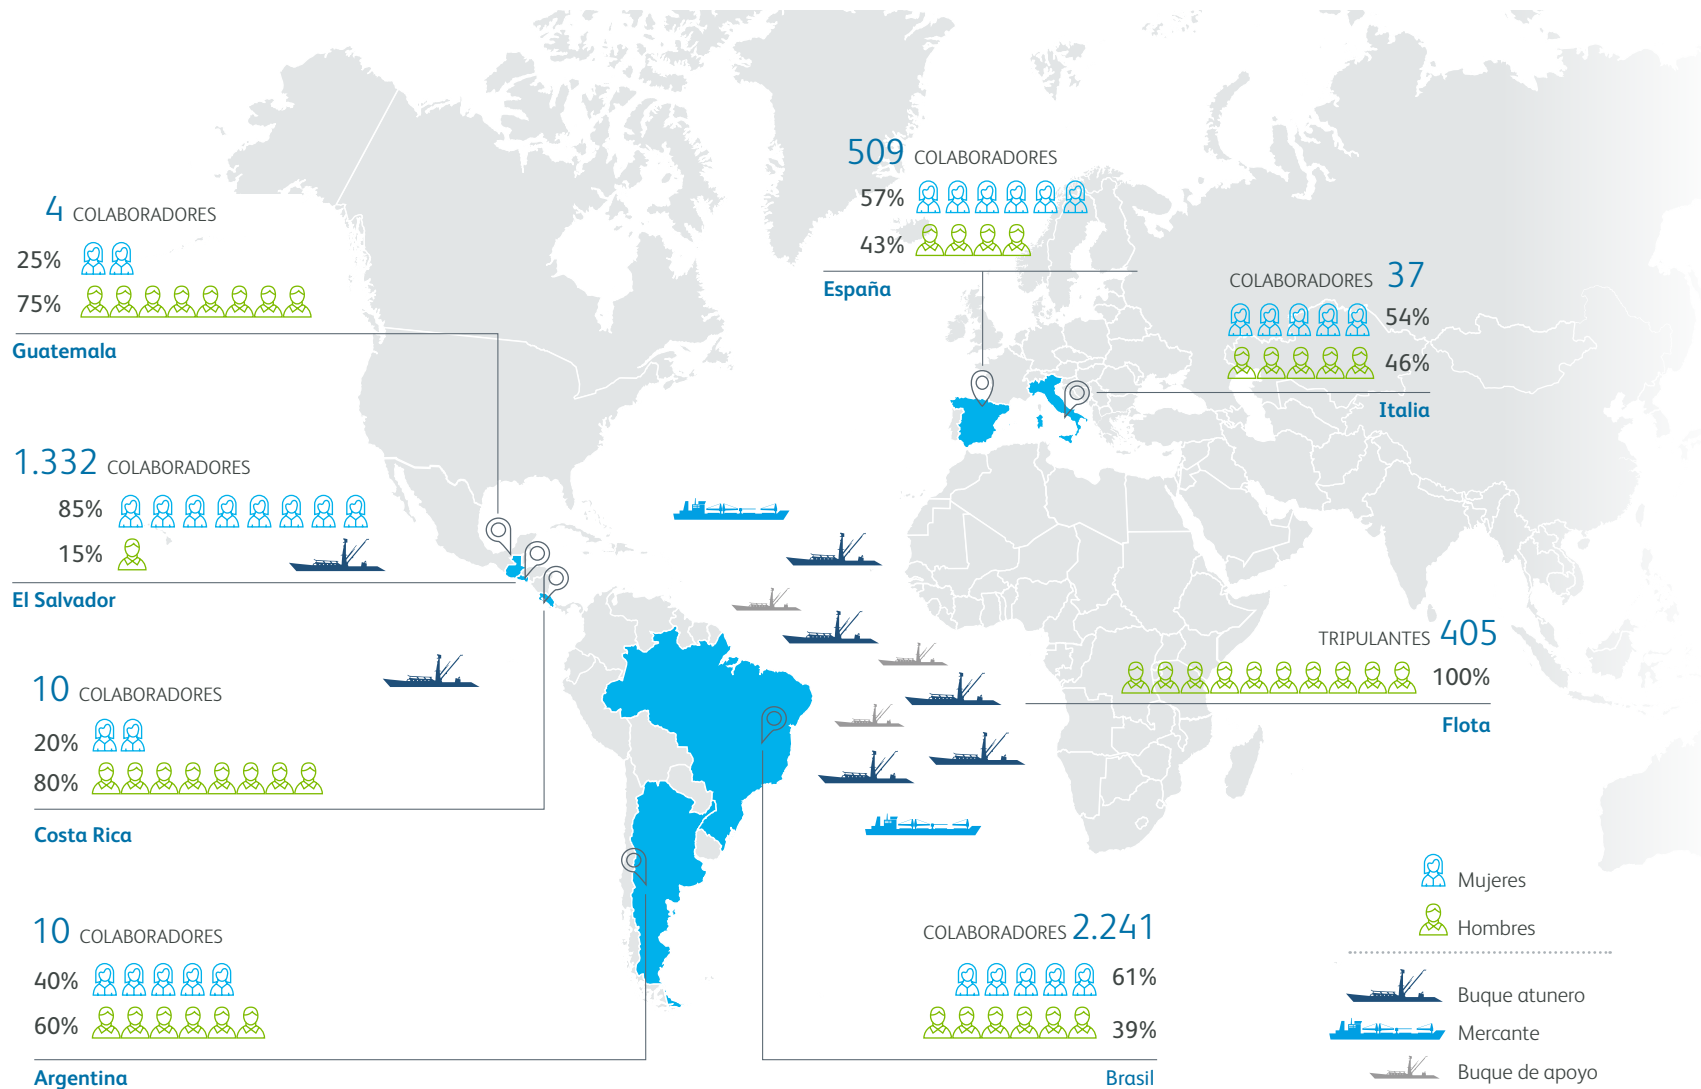 4 COLABORADORES
25%
75%
Guatemala
509 COLABORADORES
57%
43%
España
COLABORADORES 37
54%
46%
Italia
1.332 COLABORADORES
85%
15%
El Salvador
TRIPULANTES 405
100%
Flota
10 COLABORADORES
20%
80%
Costa Rica
10 COLABORADORES
40%
60%
Argentina
COLABORADORES 2.241
61%
39%
Brasil
Mujeres
Hombres
Buque atunero
Mercante
Buque de apoyo